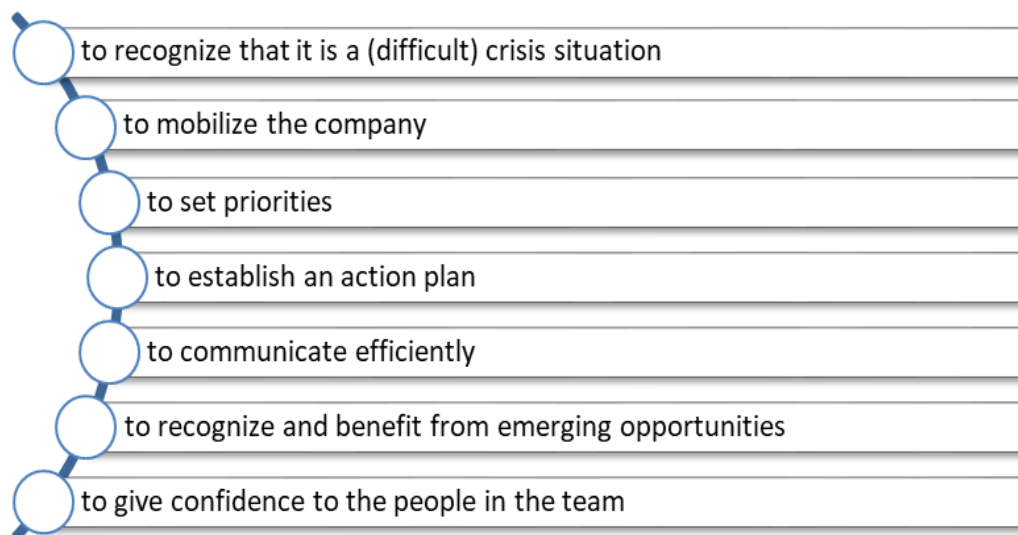 to recognize that it is a (difficult) crisis situation
to mobilize the company
to set priorities
to establish an action plan
to communicate efficiently
to recognize and benefit from emerging opportunities
to give confidence to the people in the team